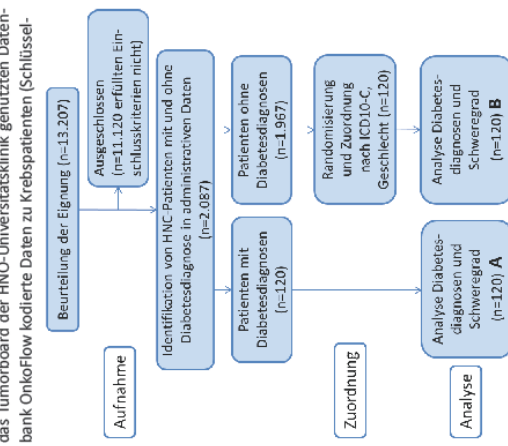 das Tumorboard der HNO-Universitätsklinik genutzten Daten-
bank OnkoFlow kodierte Daten zu Krebspatienten (Schlüssel-
Beurteilung der Eignung (n=13.207)
Aufnahme
Ausgeschlossen
(n=11.120 erfüllten Ein-
schlusskriterien nicht)
Identifikation von HNC-Patienten mit und ohne
Diabetesdiagnose in administrativen Daten
(n=2.087)
Patienten mit
Diabetesdiagnosen
(n=120)
Patienten ohne
Diabetesdiagnosen
(n=1.967)
Zuordnung
Randomisierung
und Zuordnung
nach ICD10-C,
Geschlecht (n=120)
Analyse
Analyse Diabetes-
diagnosen und
Schweregrad
(n=120) A
Analyse Diabetes-
diagnosen und
Schweregrad
(n=120) B